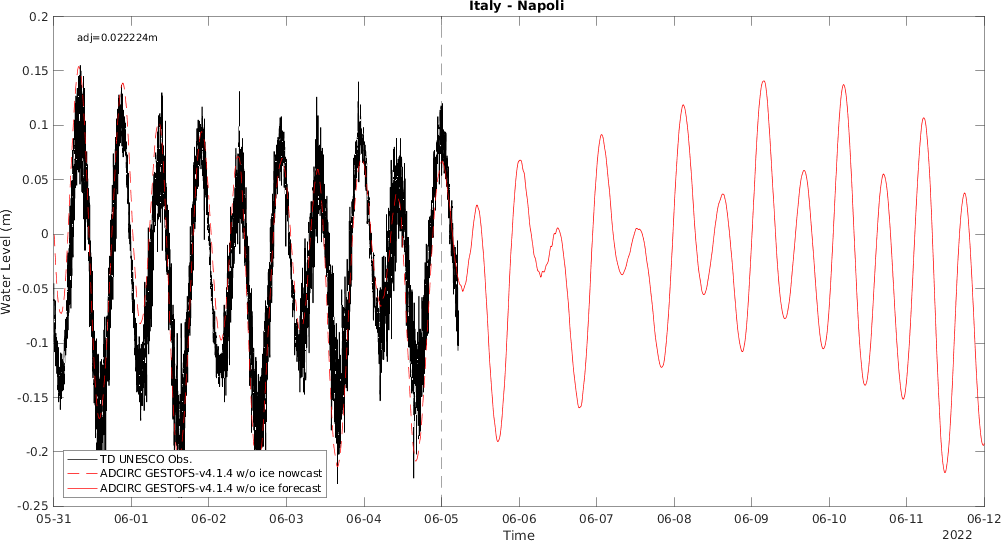 Italy - Napoli
adj=0.022224m
0.2
0.15
0.1
0.05
0
-0.05
-0.1
-0.15
-0.2
-0.25
Water Level (m)
TD UNESCO Obs.
ADCIRC GESTOFS-v4.1.4 w/o ice nowcast
ADCIRC GESTOFS-v4.1.4 w/o ice forecast
05-31 06-01 06-02 06-03 06-04 06-05 06-06 06-07 06-08 06-09 06-10 06-11 06-12
Time
2022